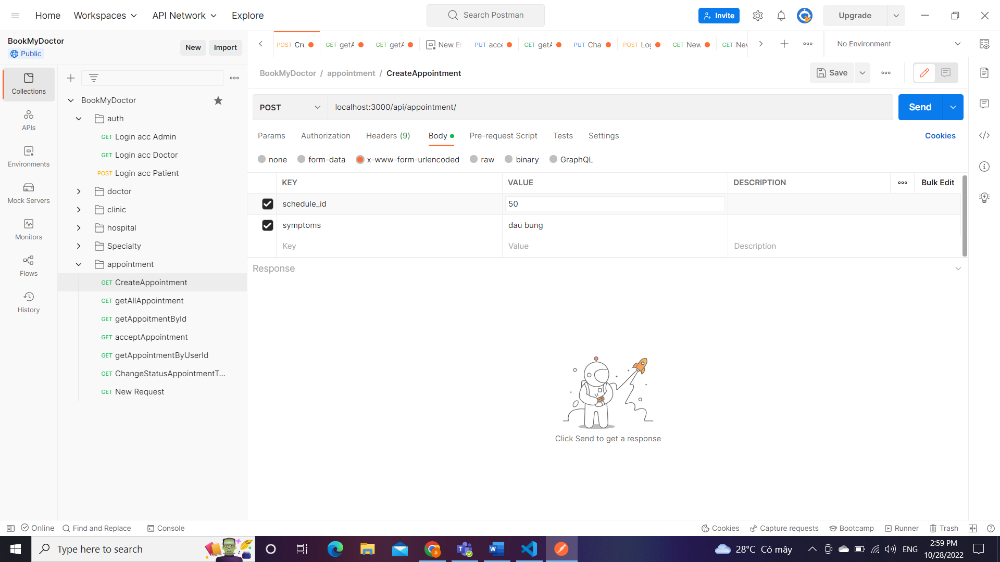 Home
Workspaces
API Network
Explore
Search Postman
Invite
Upgrade
BookMyDoctor
Public
New
Import
POST Cre
GET getA
GET getA
New En
PUT acce
GET getA
PUT Cha
POST Log
GET New
GET New
No Environment
BookMyDoctor / appointment / CreateAppointment
Save
Collections
APIs
Environments
Mock Servers
Monitors
Flows
History
BookMyDoctor
auth
GET Login acc Admin
GET Login acc Doctor
POST Login acc Patient
doctor
clinic
hospital
Specialty
appointment
GET CreateAppointment
GET getAllAppointment
GET getAppoitmentById
GET acceptAppointment
GET getAppointmentByUserId
GET ChangeStatusAppointmentT...
GET New Request
POST
localhost:3000/api/appointment/
Send
Params
Authorization
Headers (9)
Body
Pre-request Script
Tests
Settings
Cookies
none
form-data
x-www-form-urlencoded
raw
binary
GraphQL
KEY VALUE DESCRIPTION Bulk Edit
schedule_id 50
symptoms dau bung
Key Value Description
Response
Click Send to get a response
Online
Find and Replace
Console
Cookies
Capture requests
Bootcamp
Runner
Trash
Type here to search
28°C Có mây
ENG
2:59 PM
10/28/2022